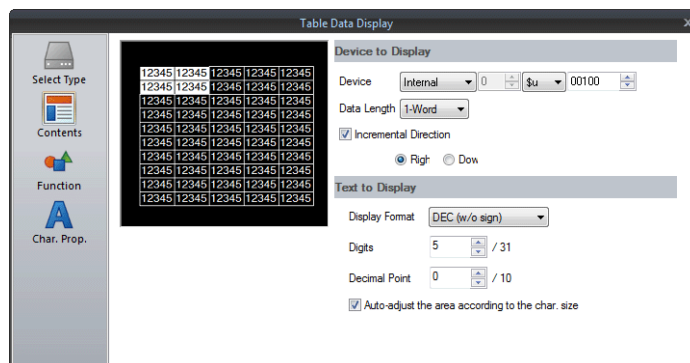 Table Data Display
Select Type
Contents
Function
Char. Prop.
12345 12345 12345 12345 12345
12345 12345 12345 12345 12345
12345 12345 12345 12345 12345
12345 12345 12345 12345 12345
12345 12345 12345 12345 12345
12345 12345 12345 12345 12345
12345 12345 12345 12345 12345
12345 12345 12345 12345 12345
12345 12345 12345 12345 12345
12345 12345 12345 12345 12345
Device to Display
Device Internal 0 $u 00100
Data Length 1-Word
Incremental Direction
Righ Dow
Text to Display
Display Format DEC (w/o sign)
Digits 5 / 31
Decimal Point 0 / 10
Auto-adjust the area according to the char. size